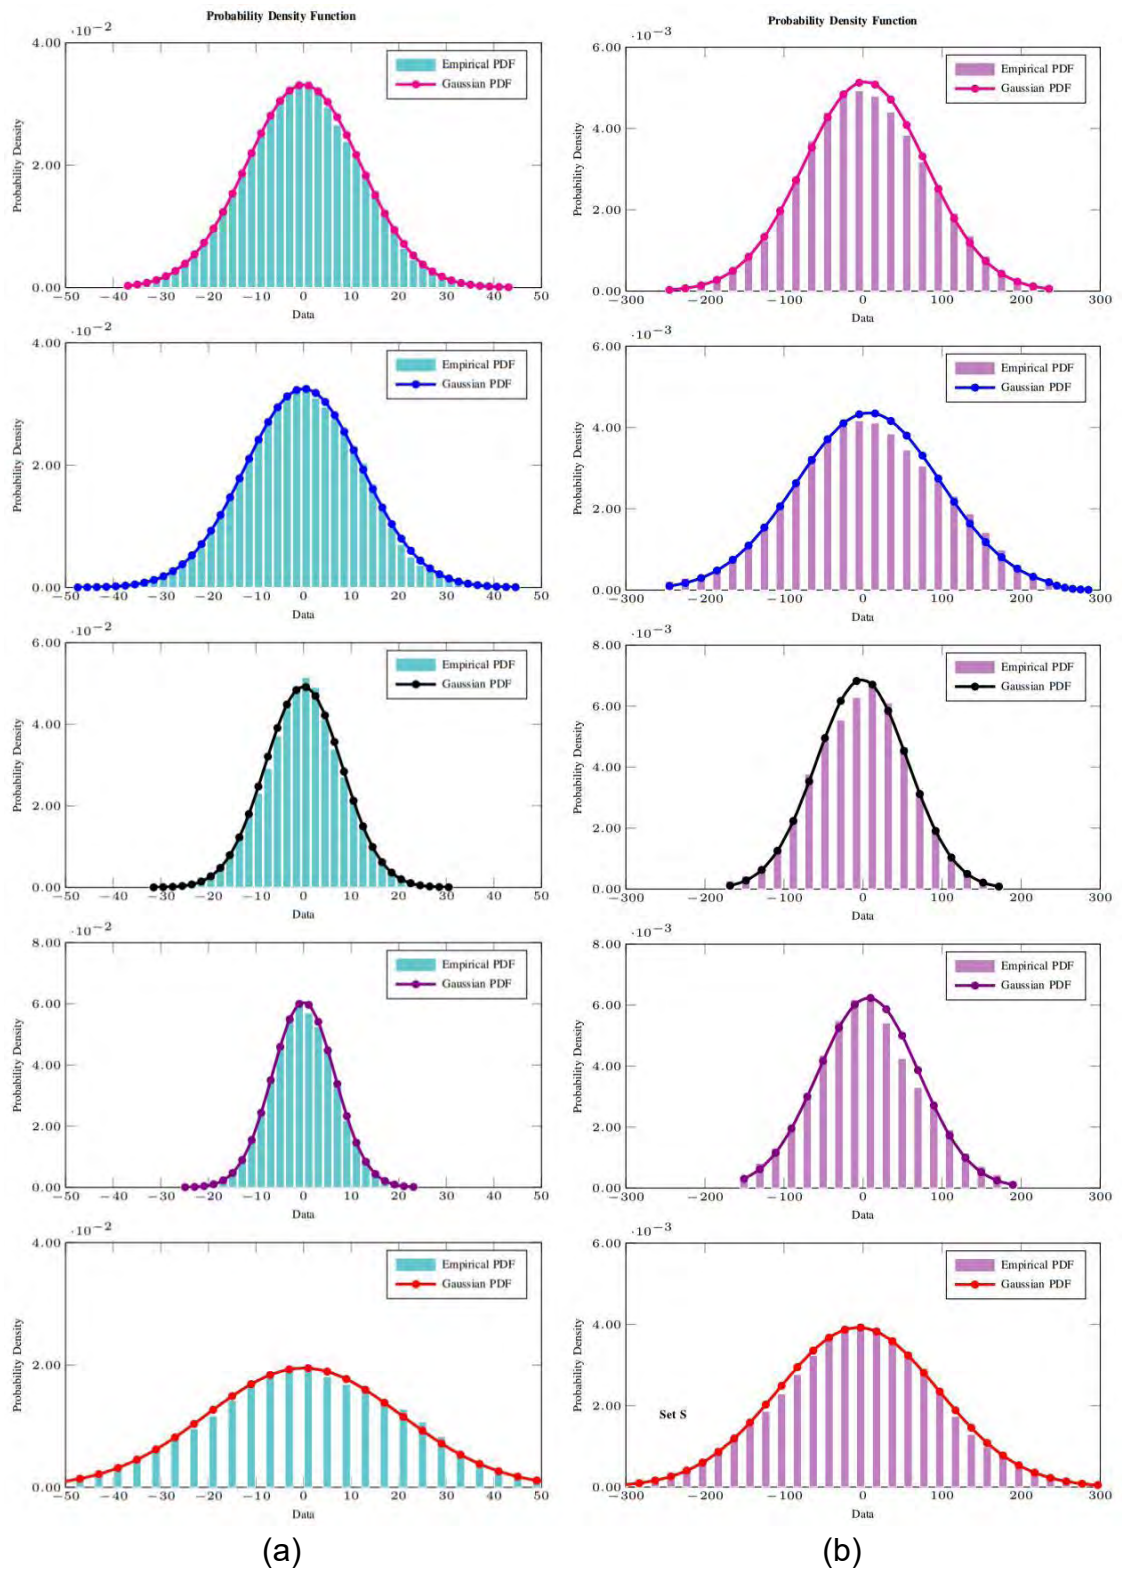 Probability Density Function
·10−2
4.00
2.00
0.00
Probability Density
Empirical PDF
Gaussian PDF
−50 −40 −30 −20 −10 0 10 20 30 40 50
Data
·10−2
4.00
2.00
0.00
Probability Density
Empirical PDF
Gaussian PDF
−50 −40 −30 −20 −10 0 10 20 30 40 50
Data
·10−2
6.00
4.00
2.00
0.00
Probability Density
Empirical PDF
Gaussian PDF
−50 −40 −30 −20 −10 0 10 20 30 40 50
Data
·10−2
8.00
6.00
4.00
2.00
0.00
Probability Density
Empirical PDF
Gaussian PDF
−50 −40 −30 −20 −10 0 10 20 30 40 50
Data
·10−2
4.00
2.00
0.00
Probability Density
Empirical PDF
Gaussian PDF
−50 −40 −30 −20 −10 0 10 20 30 40 50
Data
(a)
Probability Density Function
·10−3
6.00
4.00
2.00
0.00
Probability Density
Empirical PDF
Gaussian PDF
−300 −200 −100 0 100 200 300
Data
·10−3
6.00
4.00
2.00
0.00
Probability Density
Empirical PDF
Gaussian PDF
−300 −200 −100 0 100 200 300
Data
·10−3
8.00
6.00
4.00
2.00
0.00
Probability Density
Empirical PDF
Gaussian PDF
−300 −200 −100 0 100 200 300
Data
·10−3
8.00
6.00
4.00
2.00
0.00
Probability Density
Empirical PDF
Gaussian PDF
−300 −200 −100 0 100 200 300
Data
·10−3
6.00
4.00
2.00
0.00
Probability Density
Empirical PDF
Gaussian PDF
Set S
−300 −200 −100 0 100 200 300
Data
(b)